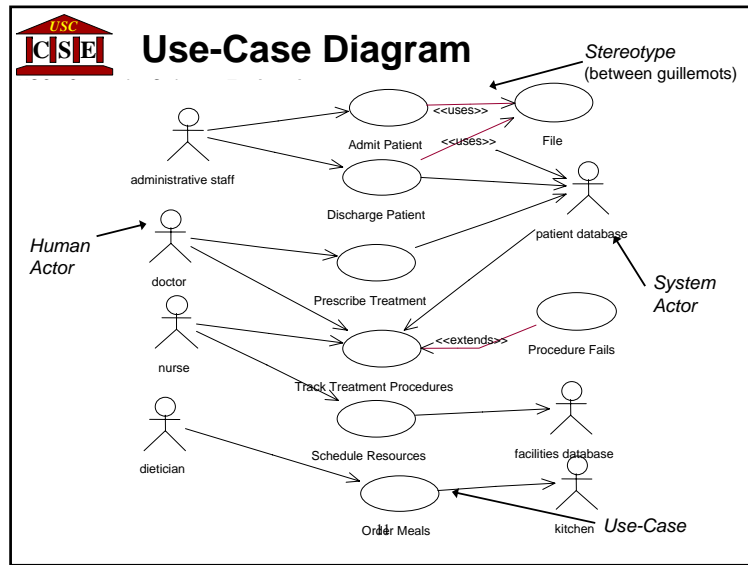 USC
C S E
Use-Case Diagram
Stereotype
(between guillemots)
<<uses>>
Admit Patient
<<uses>>
File
administrative staff
Discharge Patient
patient database
Human
Actor
doctor
Prescribe Treatment
System
Actor
<<extends>>
Procedure Fails
nurse
Track Treatment Procedures
Schedule Resources
facilities database
dietician
Order Meals
11
kitchen
Use-Case